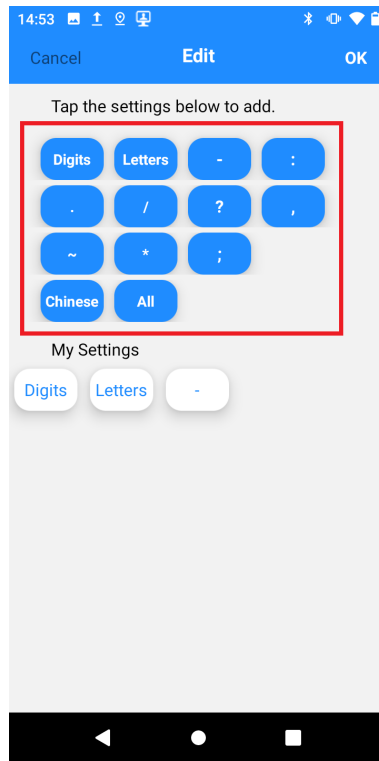 14:53
Cancel Edit OK
Tap the settings below to add.
Digits Letters - :
. / ? ,
~ * ;
Chinese All
My Settings
Digits Letters -